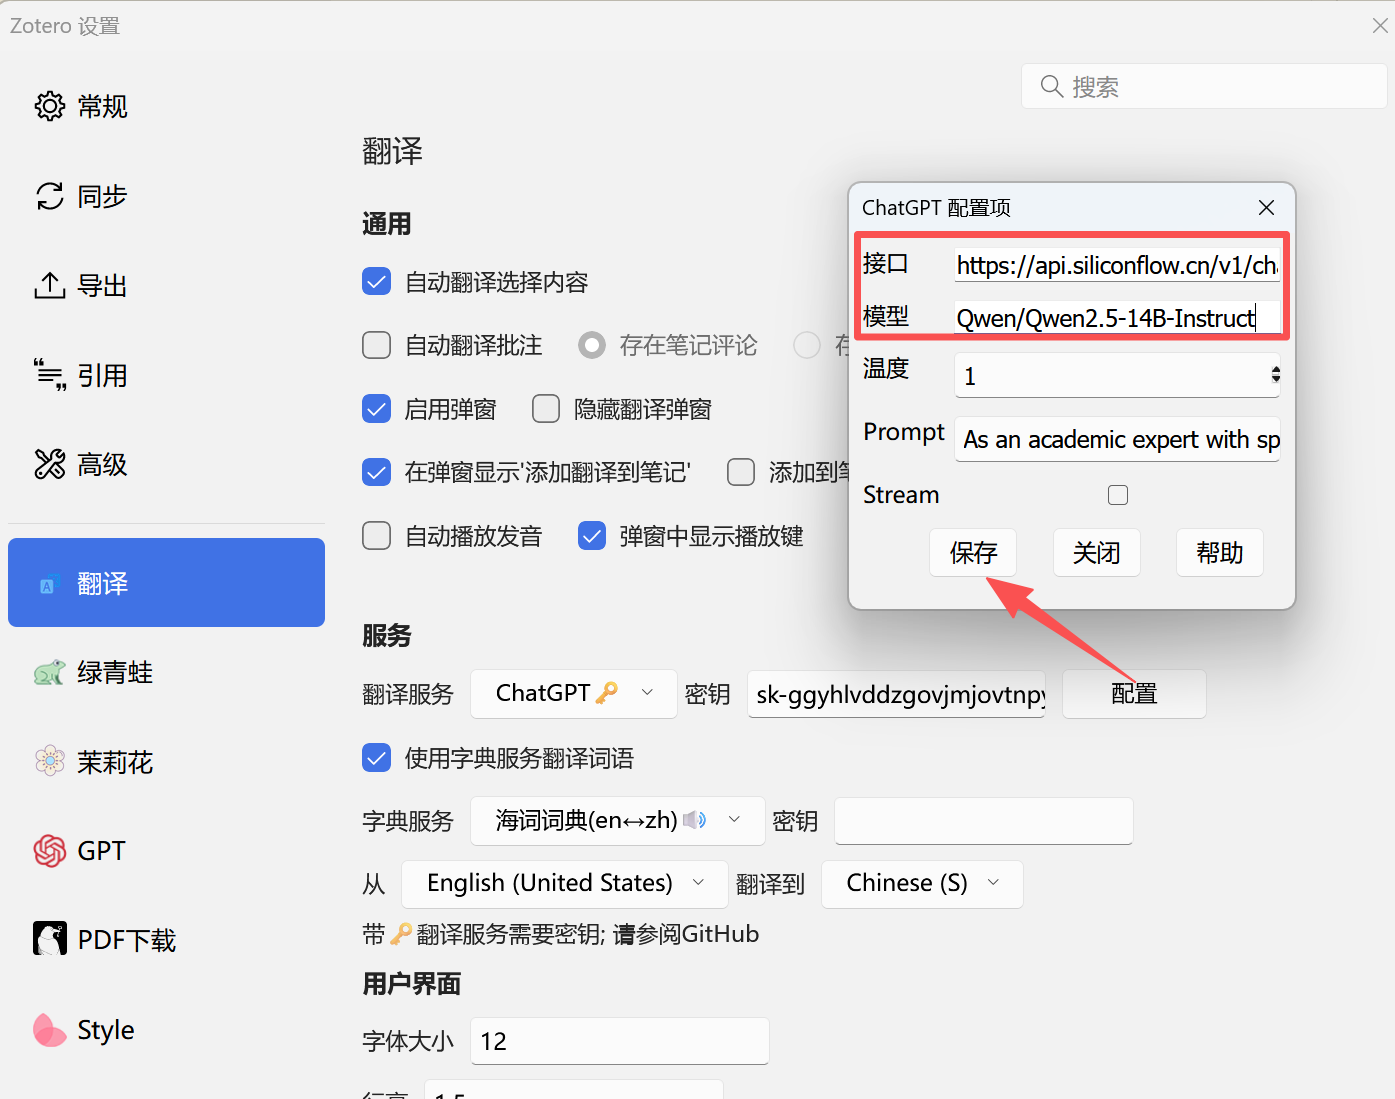 Zotero 设置
搜索
常规
同步
导出
引用
高级
翻译
绿青蛙
茉莉花
GPT
PDF下载
Style
翻译
通用
自动翻译选择内容
自动翻译批注 存在笔记评论 存
启用弹窗 隐藏翻译弹窗
在弹窗显示'添加翻译到笔记' 添加到笔
自动播放发音 弹窗中显示播放键
服务
翻译服务 ChatGPT🔑 密钥 sk-ggyhlvddzgovjmjovtnpy 配置
使用字典服务翻译词语
字典服务 海词词典(en↔zh)🔊 密钥
从 English (United States) 翻译到 Chinese (S)
带🔑翻译服务需要密钥; 请参阅GitHub
用户界面
字体大小 12
行高 1.5
ChatGPT 配置项
接口 https://api.siliconflow.cn/v1/cha
模型 Qwen/Qwen2.5-14B-Instruct
温度 1
Prompt As an academic expert with sp
Stream
保存 关闭 帮助